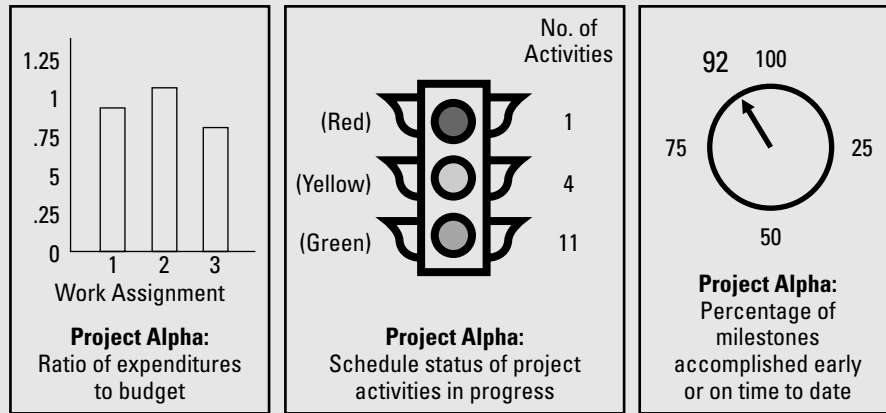 1.25
1
.75
5
.25
0
1 2 3
Work Assignment
Project Alpha:
Ratio of expenditures
to budget
No. of
Activities
(Red) 1
(Yellow) 4
(Green) 11
Project Alpha:
Schedule status of project
activities in progress
92 100
75 25
50
Project Alpha:
Percentage of
milestones
accomplished early
or on time to date